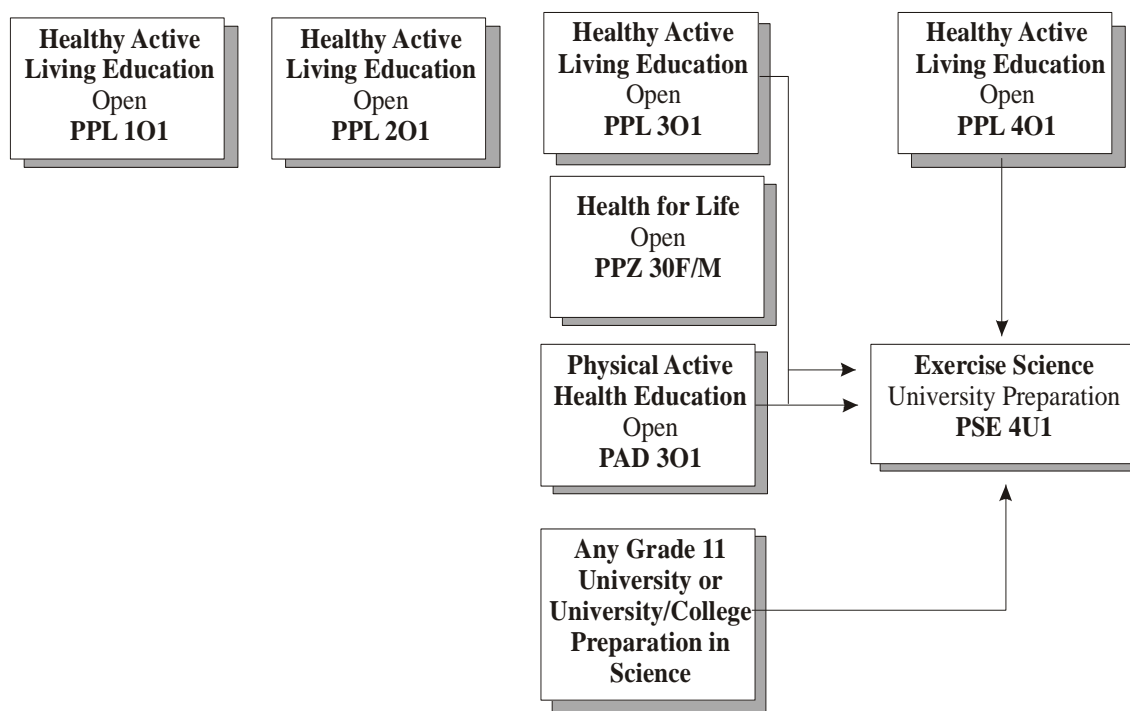 Healthy Active
Living Education
Open
PPL 1O1
Healthy Active
Living Education
Open
PPL 2O1
Healthy Active
Living Education
Open
PPL 3O1
Healthy Active
Living Education
Open
PPL 4O1
Health for Life
Open
PPZ 30F/M
Physical Active
Health Education
Open
PAD 3O1
Exercise Science
University Preparation
PSE 4U1
Any Grade 11
University or
University/College
Preparation in
Science